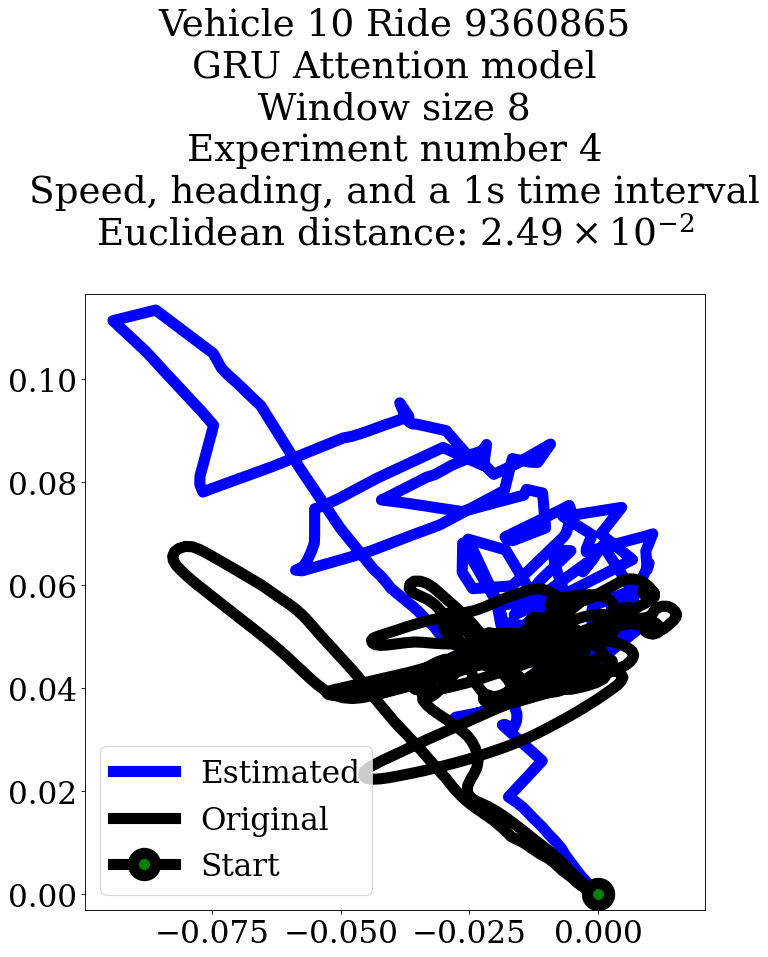 Vehicle 10 Ride 9360865
GRU Attention model
Window size 8
Experiment number 4
Speed, heading, and a 1s time interval
Euclidean distance: 2.49 × 10⁻²
0.10
0.08
0.06
0.04
0.02
0.00
Estimated
Original
Start
−0.075 −0.050 −0.025 0.000